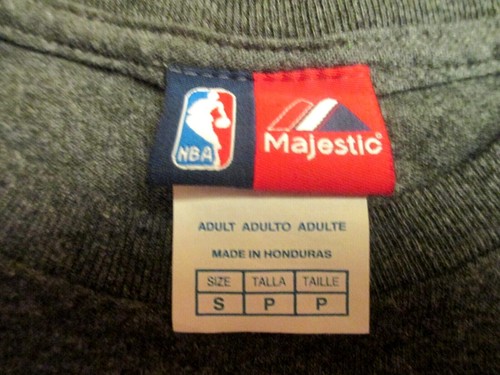 NBA
Majestic®
ADULT ADULTO ADULTE
MADE IN HONDURAS
SIZE TALLA TAILLE
S P P